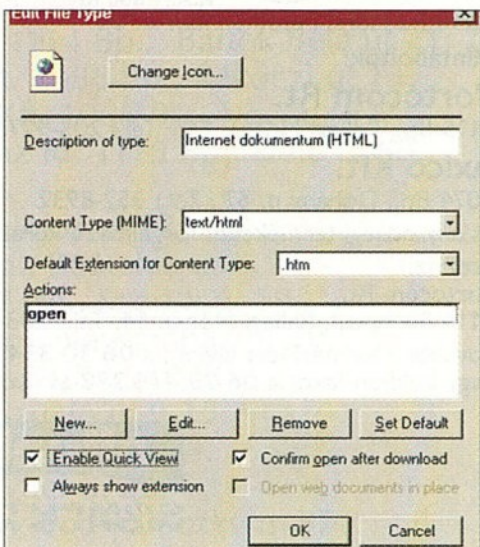 Edit File Type
Change Icon...
Description of type: Internet dokumentum (HTML)
Content Type (MIME): text/html
Default Extension for Content Type: .htm
Actions:
open
New... Edit... Remove Set Default
Enable Quick View Confirm open after download
Always show extension Open web documents in place
OK Cancel